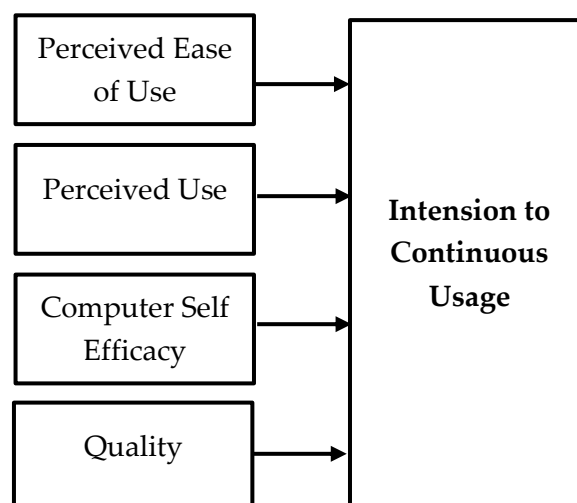 Perceived Ease
of Use
Perceived Use
Computer Self
Efficacy
Quality
Intension to
Continuous
Usage